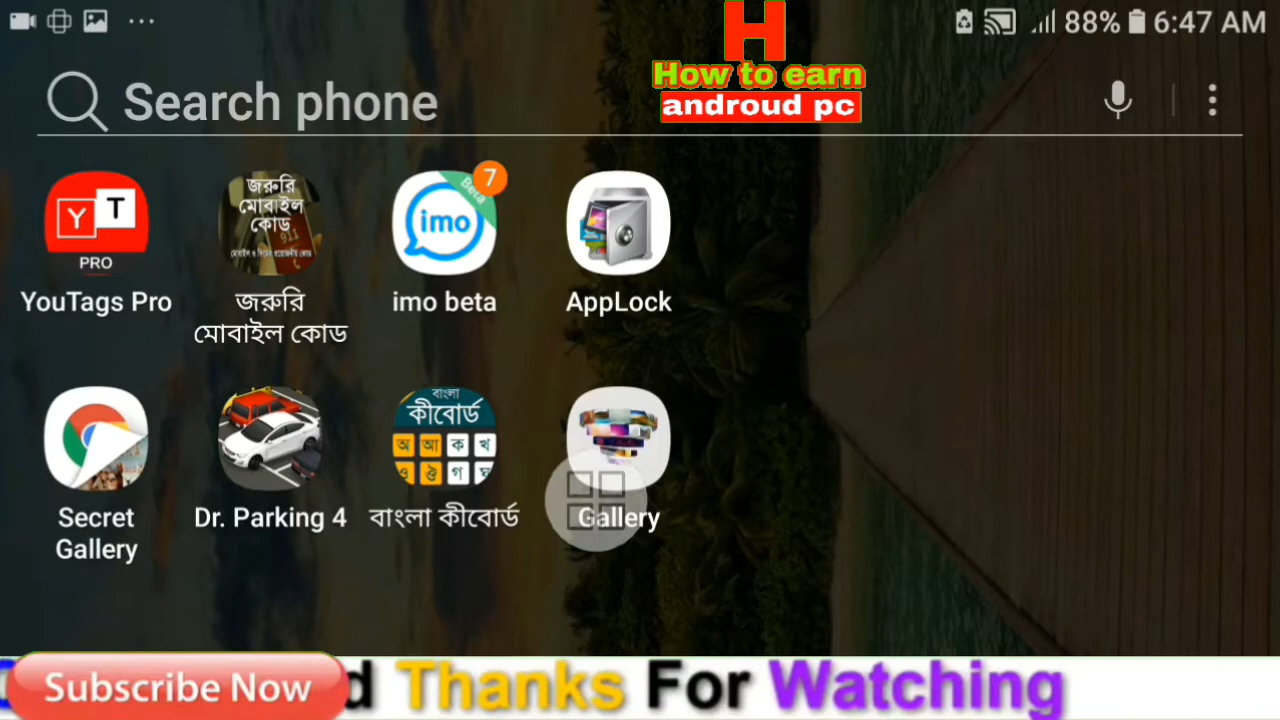 88% 6:47 AM
H
How to earn
androud pc
Search phone
Y T
PRO
YouTags Pro
জরুরি
মোবাইল
কোড
911
জরুরি
মোবাইল কোড
imo
Beta
7
imo beta
AppLock
Secret
Gallery
Dr. Parking 4
বাংলা
কীবোর্ড
অ আ ক খ
ও ঐ গ ঘ
বাংলা কীবোর্ড
Gallery
Subscribe Now
d Thanks For Watching